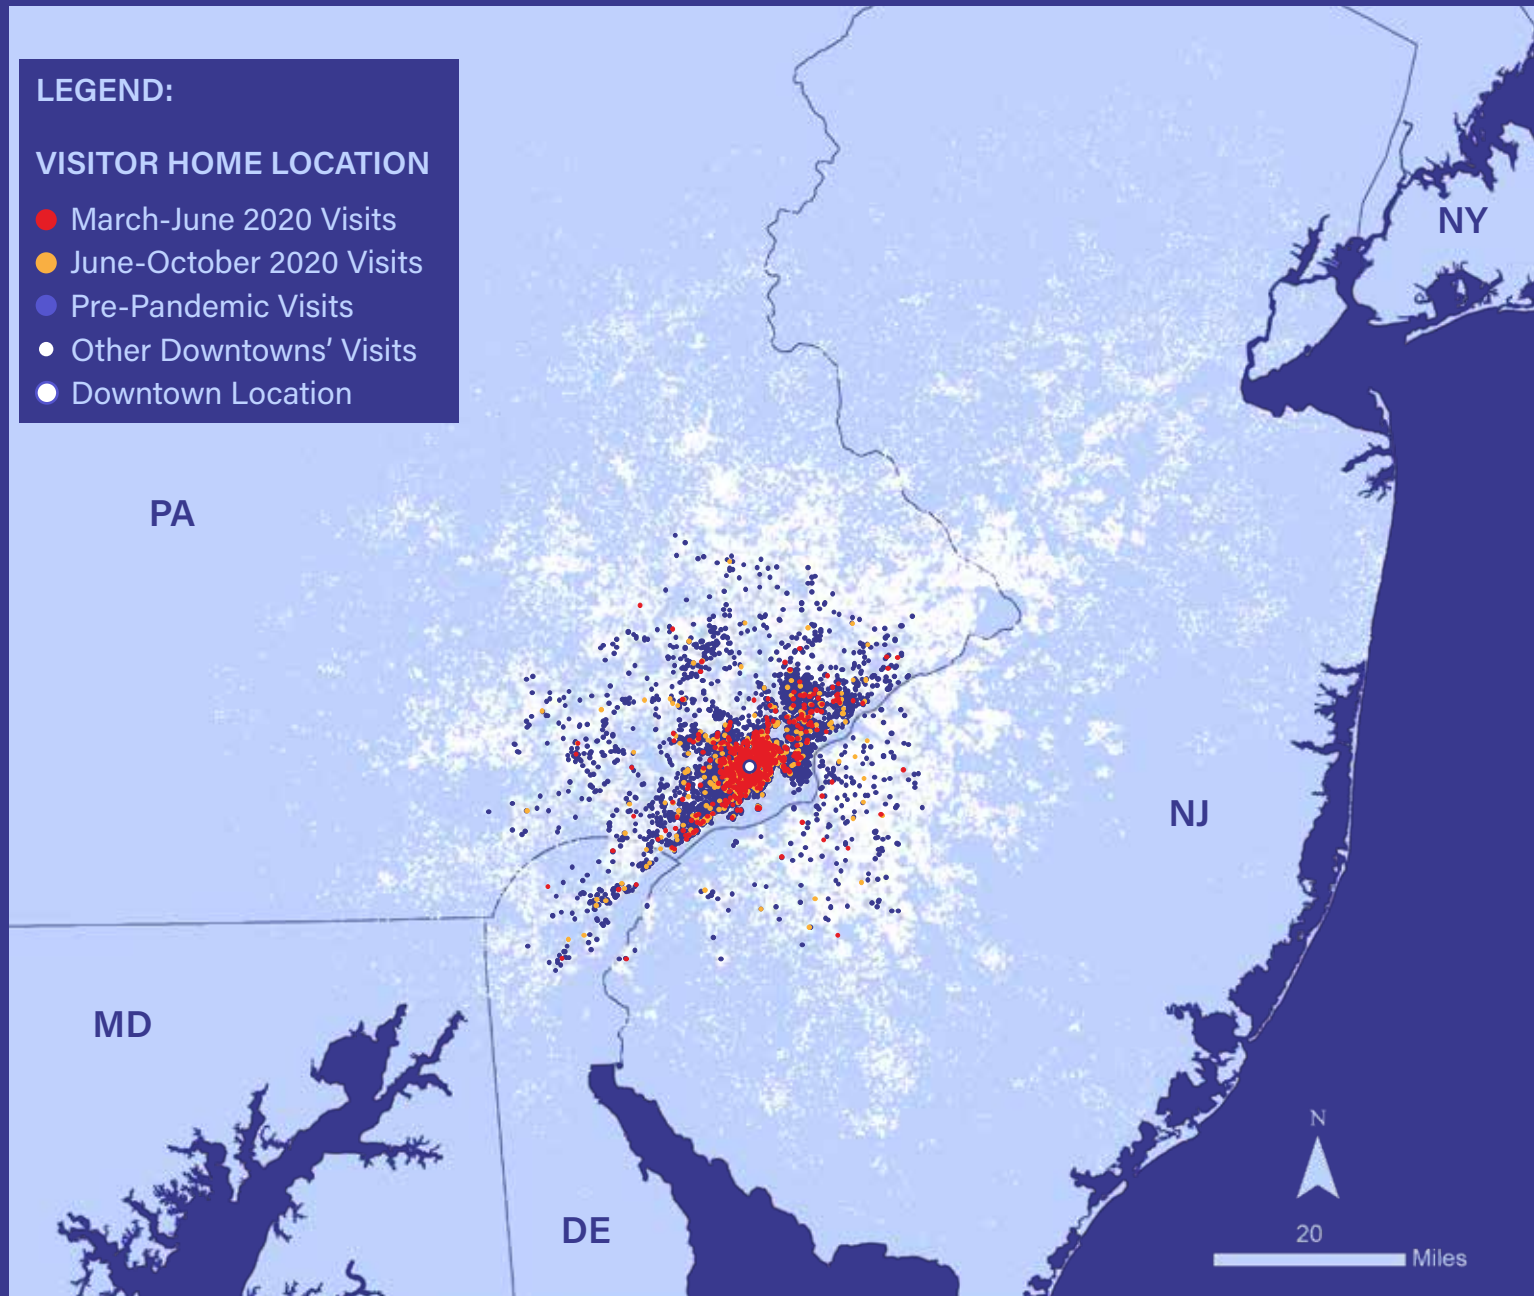 LEGEND:
VISITOR HOME LOCATION
March-June 2020 Visits
June-October 2020 Visits
Pre-Pandemic Visits
Other Downtowns’ Visits
Downtown Location
NY
PA
NJ
MD
DE
N
20
Miles